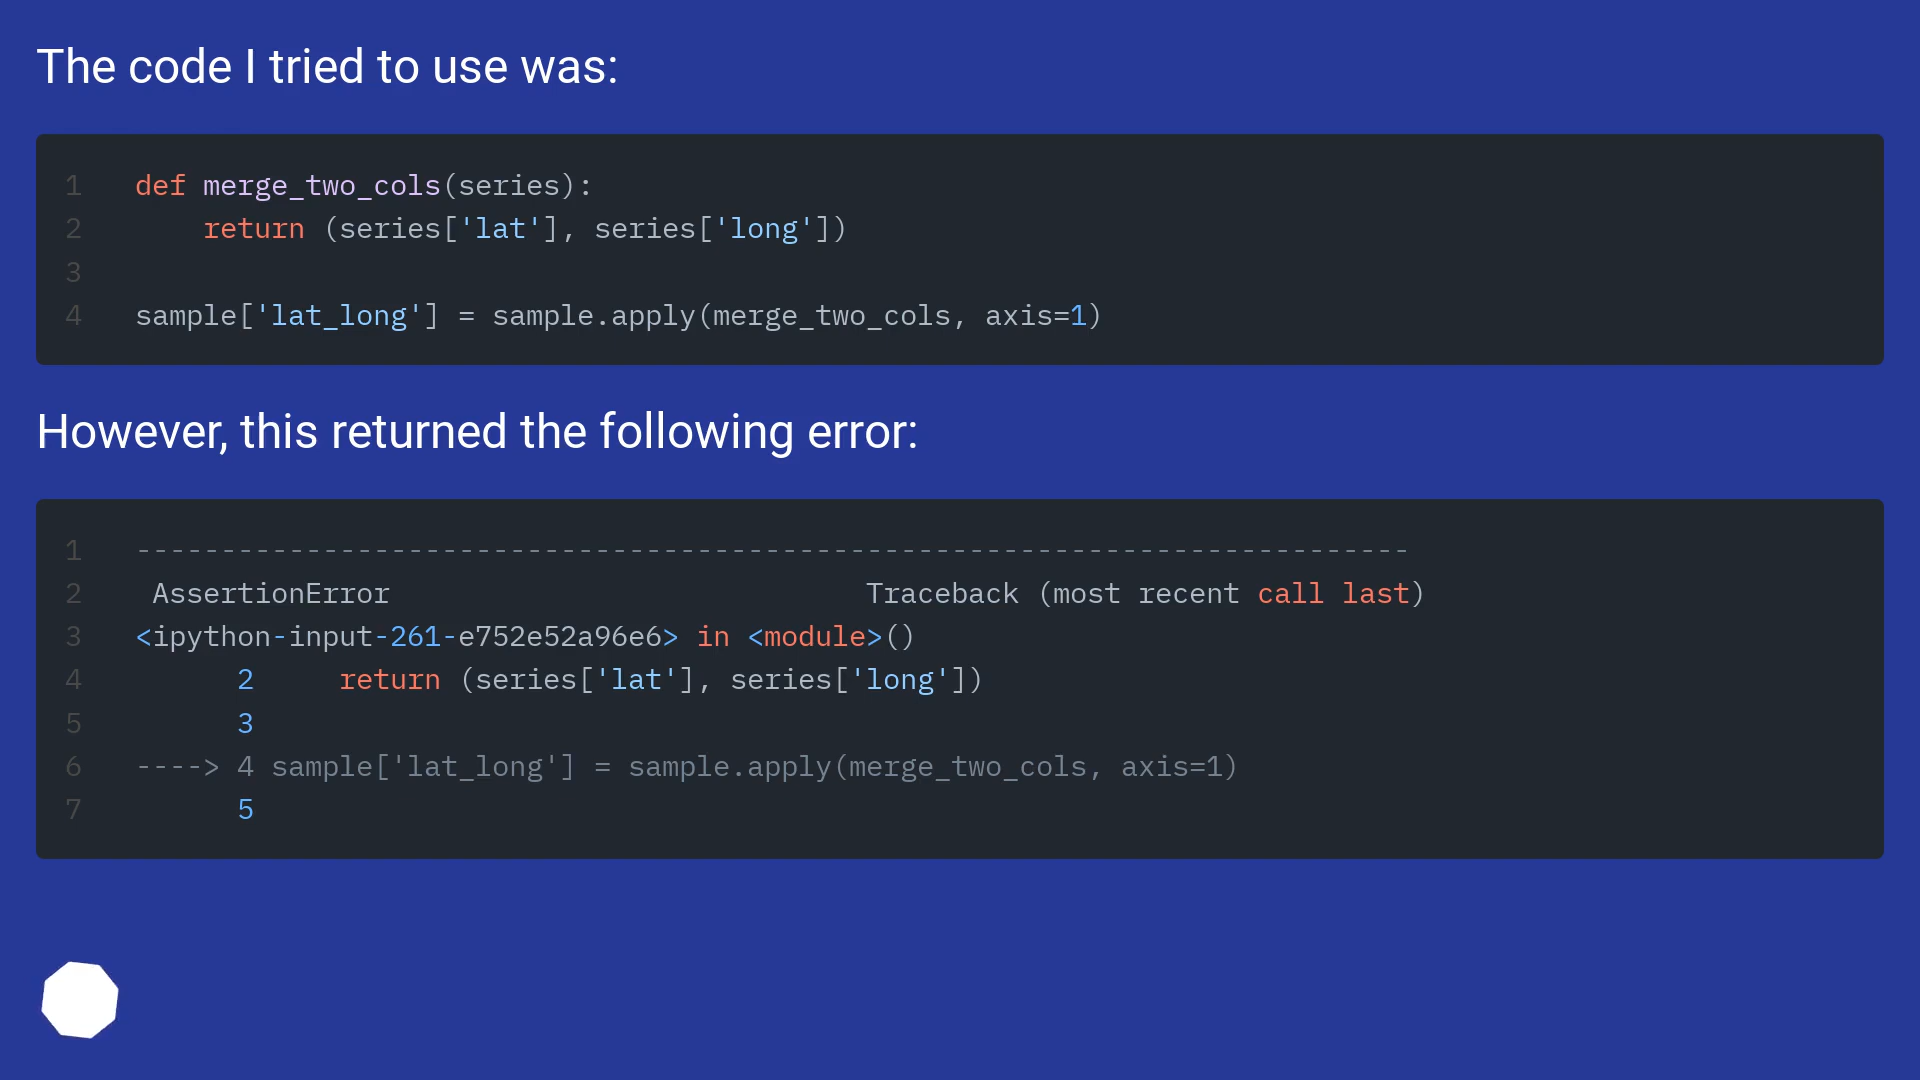 The code I tried to use was:
1 def merge_two_cols(series):
2     return (series['lat'], series['long'])
3
4 sample['lat_long'] = sample.apply(merge_two_cols, axis=1)
However, this returned the following error:
1 ---------------------------------------------------------------------------
2  AssertionError                            Traceback (most recent call last)
3 <ipython-input-261-e752e52a96e6> in <module>()
4       2     return (series['lat'], series['long'])
5       3
6 ----> 4 sample['lat_long'] = sample.apply(merge_two_cols, axis=1)
7       5